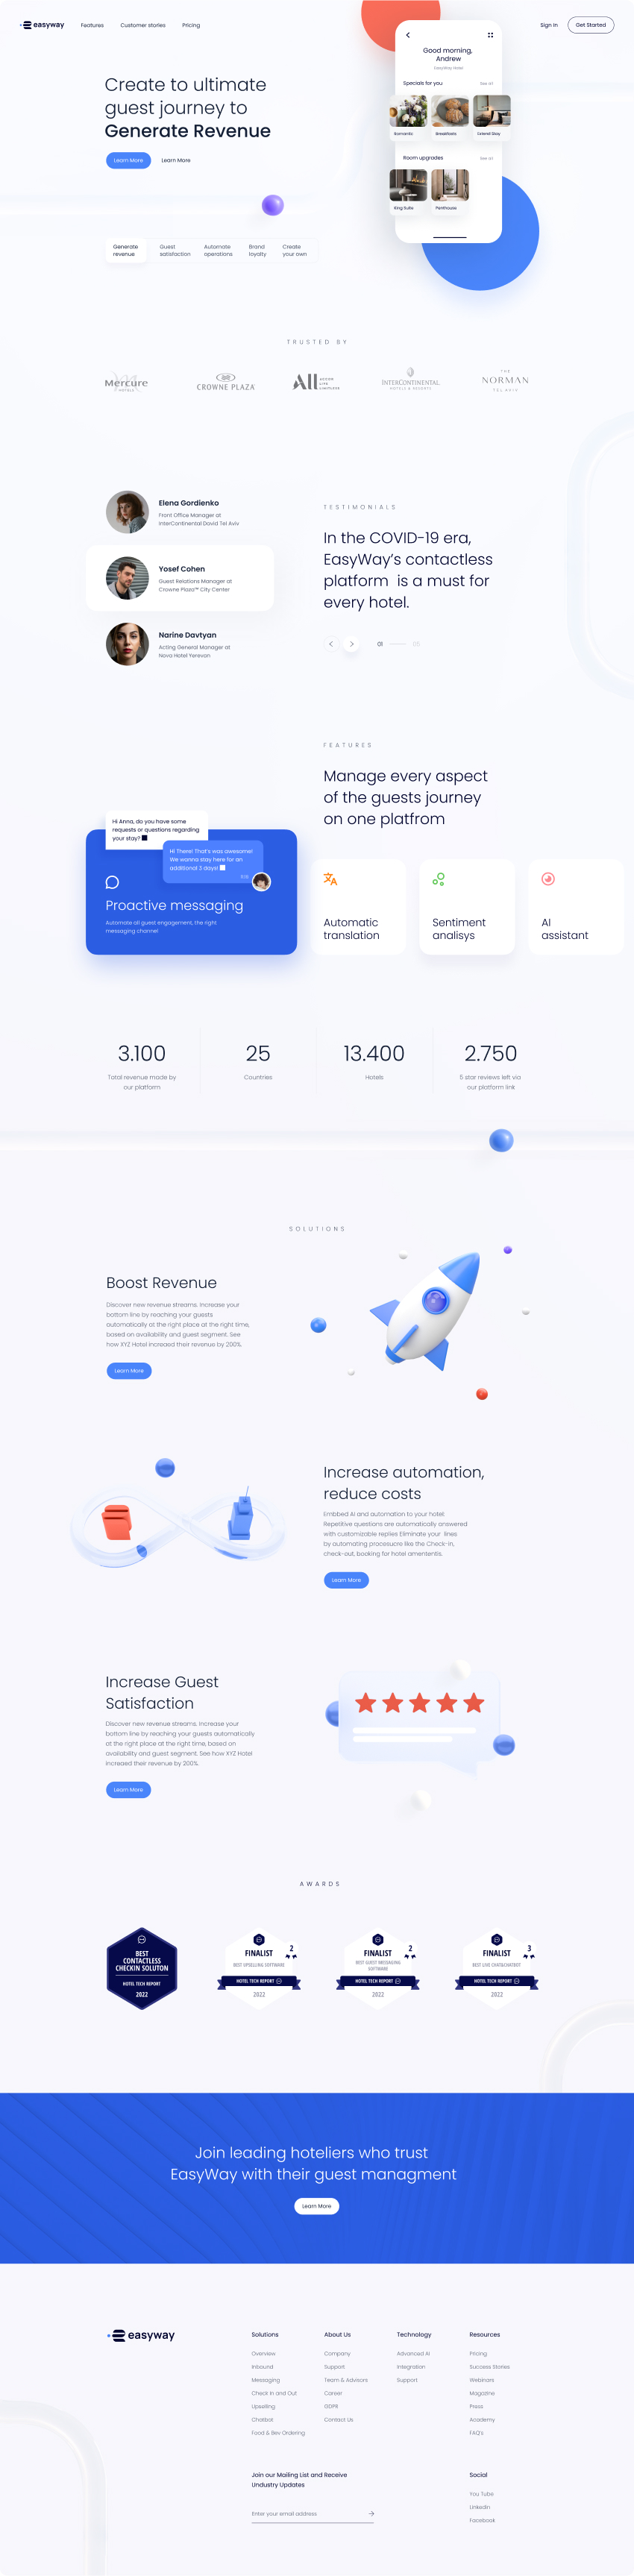 easyway
Features
Customer stories
Pricing
Sign in
Get Started
Create to ultimate
guest journey to
Generate Revenue
Learn More
Learn More
Generate
revenue
Guest
satisfaction
Automate
operations
Brand
loyalty
Create
your own
Good morning,
Andrew
EasyWay Hotel
Specials for you
See all
Romantic
Breakfasts
Extend Stay
Room upgrades
See all
King Suite
Penthouse
TRUSTED BY
Mercure
HOTELS
CROWNE PLAZA
ALL
ACCOR
LIVE
LIMITLESS
INTERCONTINENTAL
HOTELS & RESORTS
THE
NORMAN
TEL AVIV
Elena Gordienko
Front Office Manager at
InterContinental David Tel Aviv
Yosef Cohen
Guest Relations Manager at
Crowne Plaza™ City Center
Narine Davtyan
Acting General Manager at
Nova Hotel Yerevan
TESTIMONIALS
In the COVID-19 era,
EasyWay's contactless
platform is a must for
every hotel.
01
FEATURES
Manage every aspect
of the guests journey
on one platfrom
Hi Anna, do you have some
requests or questions regarding
your stay?
Hi There! That's was awesome!
We wanna stay here for an
additional 3 days!
Proactive messaging
Automate all guest engagement, the right
messaging channel
Automatic
translation
Sentiment
analisys
AI
assistant
3.100
Total revenue made by
our platform
25
Countries
13.400
Hotels
2.750
5 star reviews left via
our platform link
SOLUTIONS
Boost Revenue
Discover new revenue streams. Increase your
bottom line by reaching your guests
automatically at the right place at the right time,
based on availability and guest segment. See
how XYZ Hotel increaed their revenue by 200%.
Learn More
Increase automation,
reduce costs
Embbed AI and automation to your hotel.
Repetitive questions are automatically answered
with customizable replies Eliminate your lines
by automating procesucre like the Check-in,
check-out, booking for hotel amententis.
Learn More
Increase Guest
Satisfaction
Discover new revenue streams. Increase your
bottom line by reaching your guests automatically
at the right place at the right time, based on
availability and guest segment. See how XYZ Hotel
increaed their revenue by 200%.
Learn More
AWARDS
BEST
CONTACTLESS
CHECKIN SOLUTION
HOTEL TECH REPORT
2022
FINALIST
2
BEST UPSELLING SOFTWARE
HOTEL TECH REPORT
2022
FINALIST
2
BEST GUEST MESSAGING
SOFTWARE
HOTEL TECH REPORT
2022
FINALIST
3
BEST LIVE CHAT&CHATBOT
HOTEL TECH REPORT
2022
Join leading hoteliers who trust
EasyWay with their guest managment
Learn More
easyway
Solutions
Overview
Inbound
Messaging
Check In and Out
Upselling
Chatbot
Food & Bev Ordering
About Us
Company
Support
Team & Advisors
Career
GDPR
Contact Us
Technology
Advanced AI
Integration
Support
Resources
Pricing
Success Stories
Webinars
Magazine
Press
Academy
FAQ's
Join our Mailing List and Receive
Undustry Updates
Enter your email address
Social
You Tube
LinkedIn
Facebook